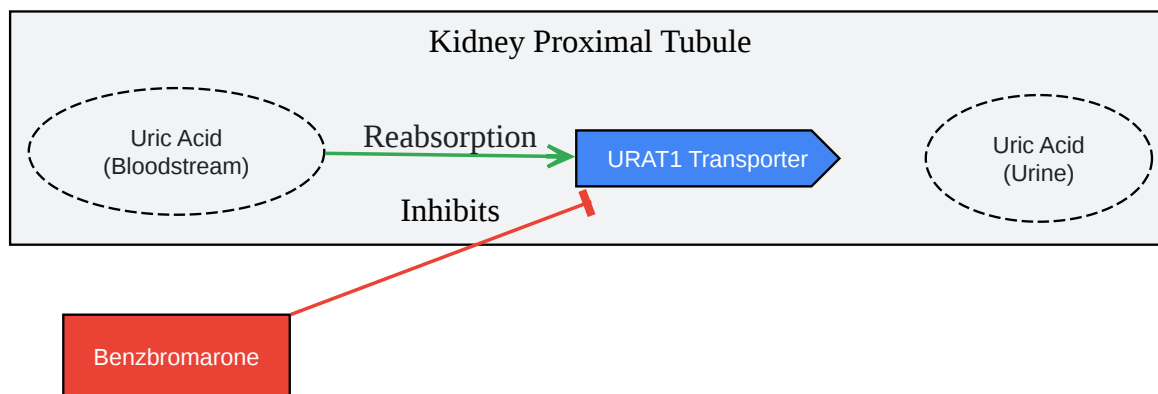 Kidney Proximal Tubule
Uric Acid
(Bloodstream)
Reabsorption
URAT1 Transporter
Uric Acid
(Urine)
Inhibits
Benzbromarone